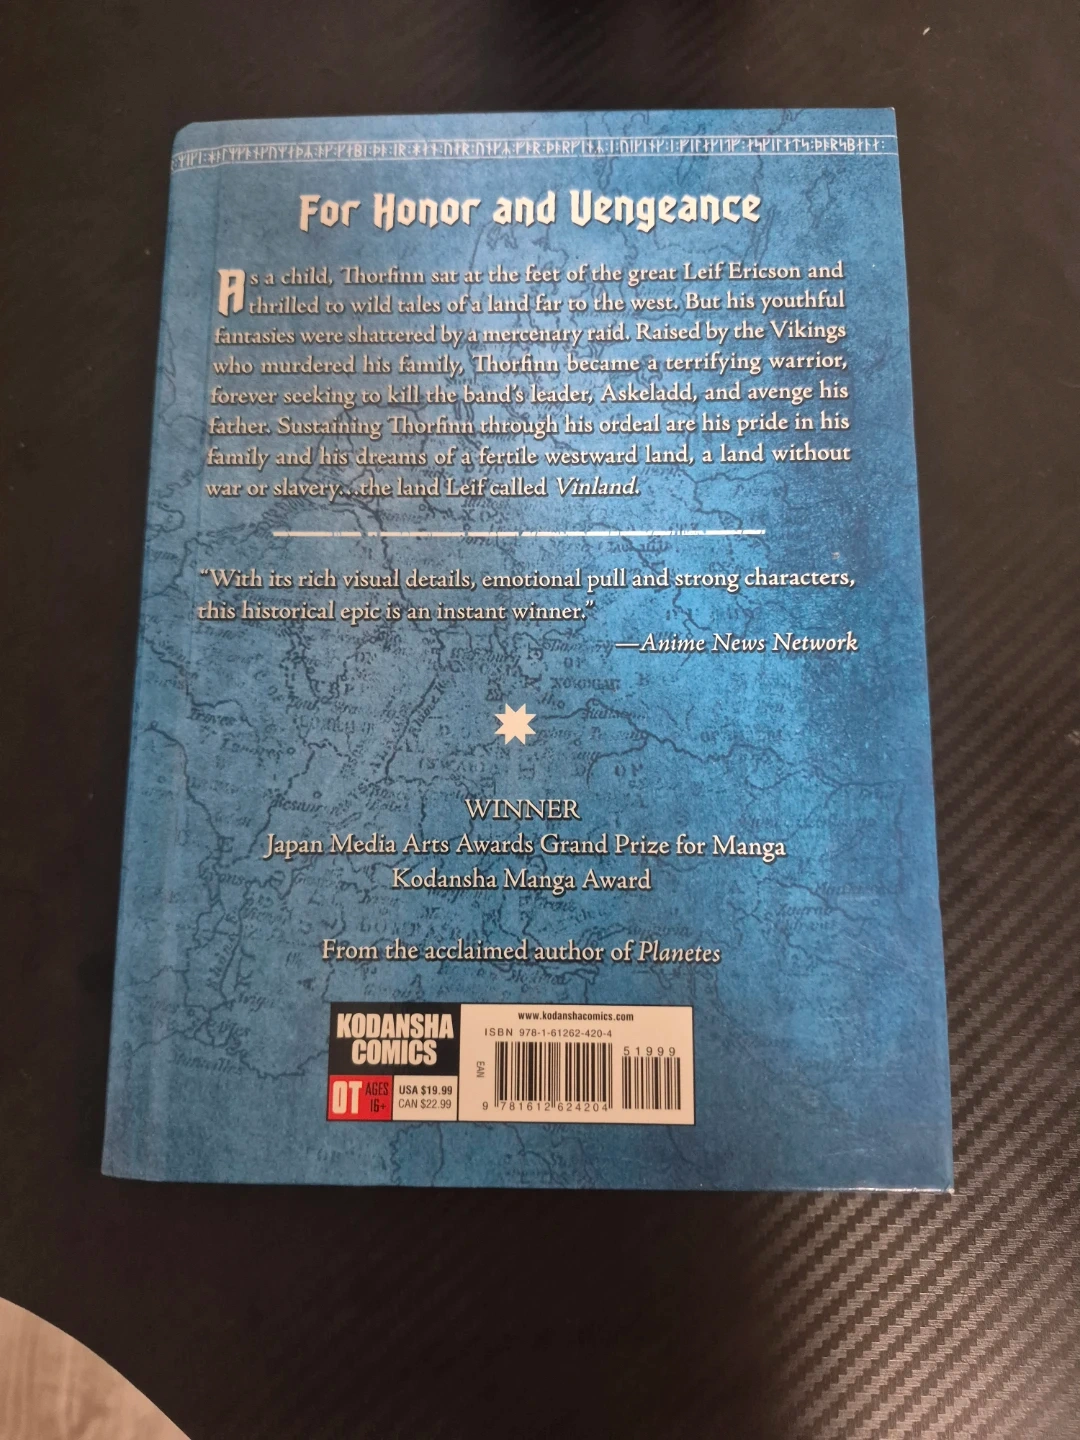 For Honor and Vengeance
As a child, Thorfinn sat at the feet of the great Leif Ericson and
thrilled to wild tales of a land far to the west. But his youthful
fantasies were shattered by a mercenary raid. Raised by the Vikings
who murdered his family, Thorfinn became a terrifying warrior,
forever seeking to kill the band's leader, Askeladd, and avenge his
father. Sustaining Thorfinn through his ordeal are his pride in his
family and his dreams of a fertile westward land, a land without
war or slavery…the land Leif called Vinland.
“With its rich visual details, emotional pull and strong characters,
this historical epic is an instant winner.”
—Anime News Network
WINNER
Japan Media Arts Awards Grand Prize for Manga
Kodansha Manga Award
From the acclaimed author of Planetes
KODANSHA
COMICS
OT AGES
16+
USA $19.99
CAN $22.99
www.kodanshacomics.com
ISBN 978-1-61262-420-4
51999
EAN
9 781612 624204